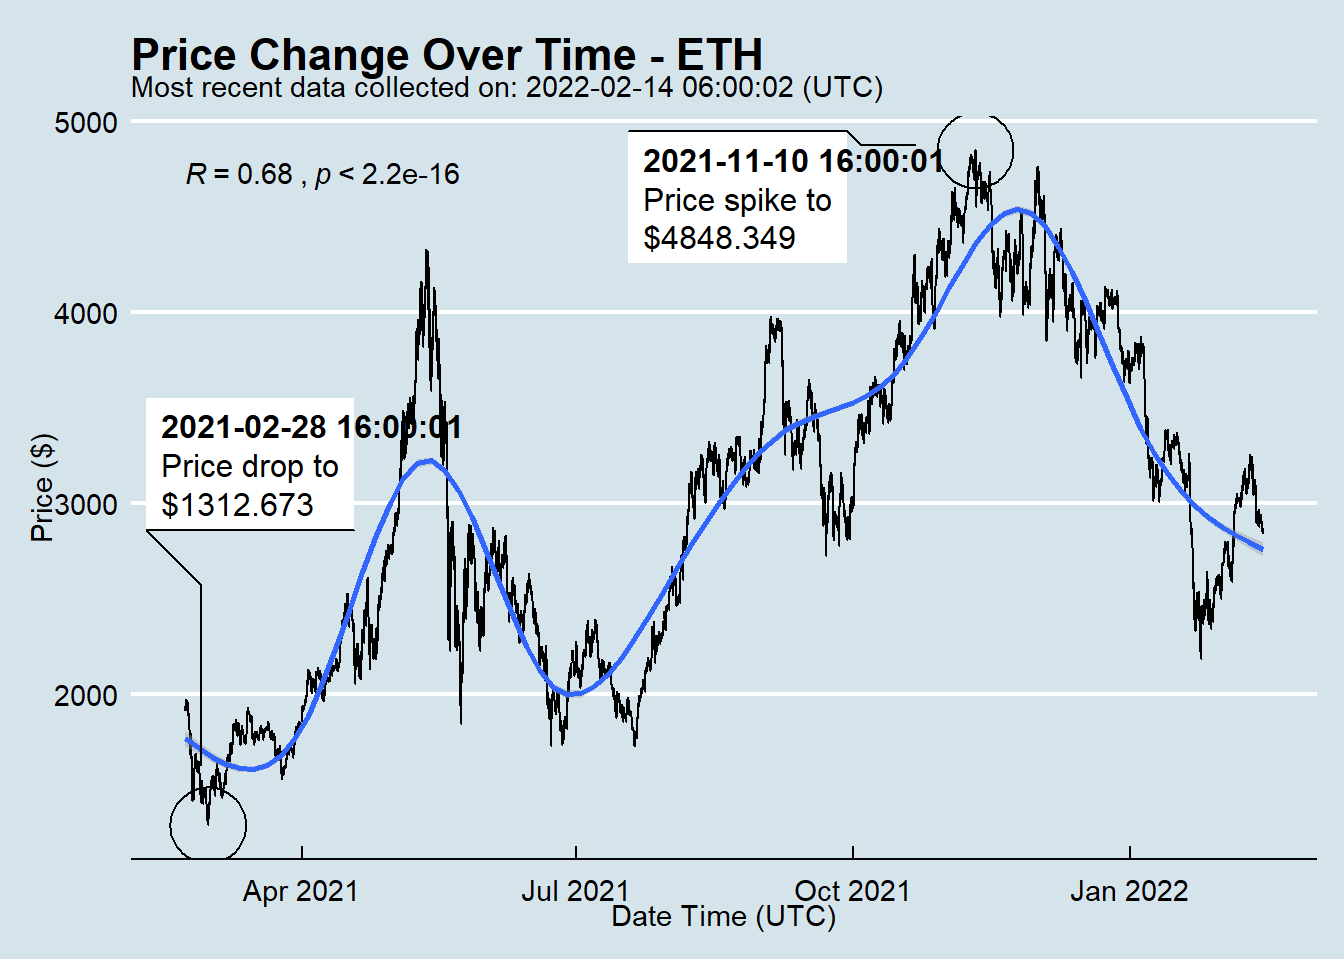 Price Change Over Time - ETH
Most recent data collected on: 2022-02-14 06:00:02 (UTC)
5000
4000
3000
2000
Price ($)
R = 0.68 , p < 2.2e-16
2021-11-10 16:00:01
Price spike to
$4848.349
2021-02-28 16:00:01
Price drop to
$1312.673
Apr 2021
Jul 2021
Oct 2021
Jan 2022
Date Time (UTC)